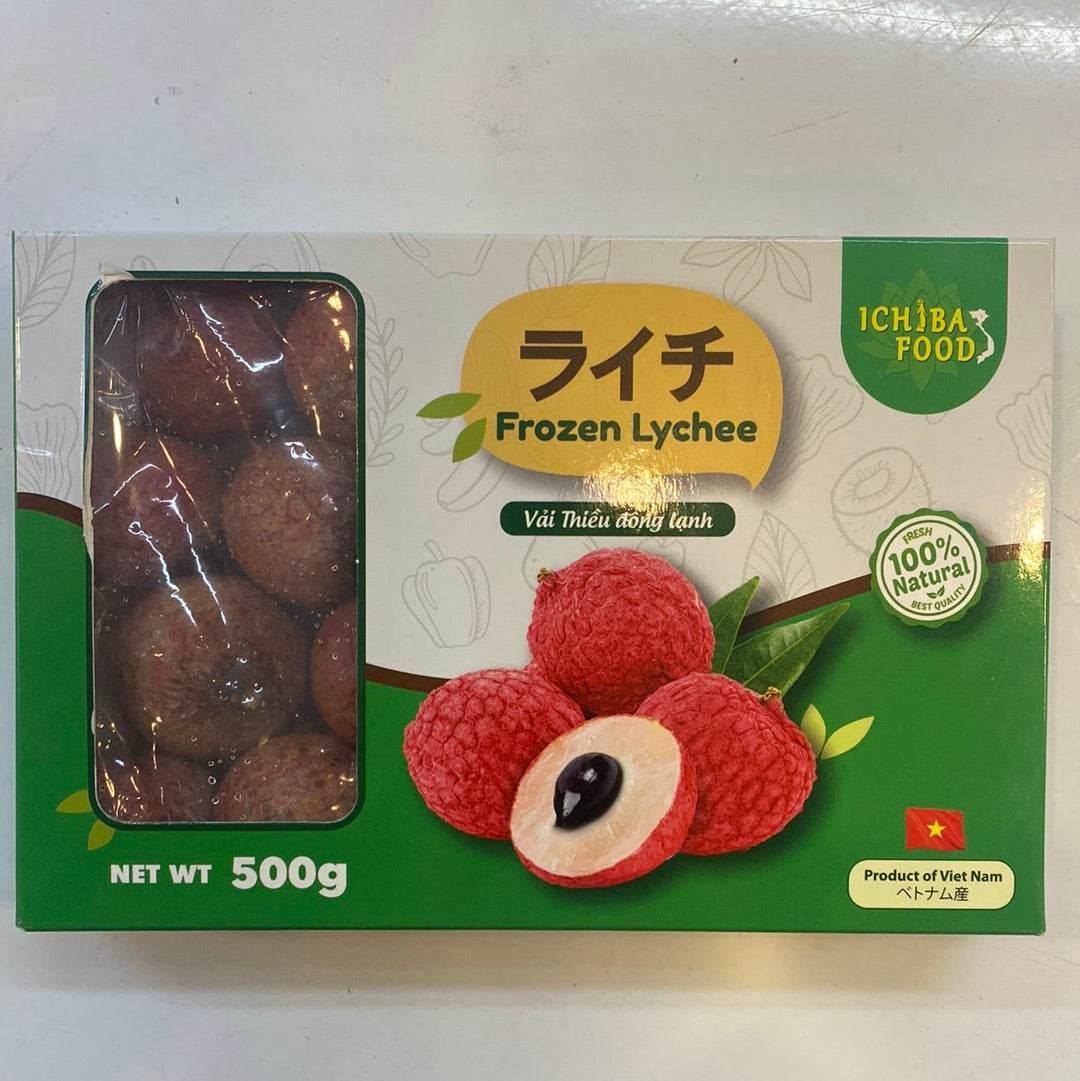 ライチ
Frozen Lychee
Vải Thiều đông lạnh
ICHIBA
FOOD
FRESH
100%
Natural
BEST QUALITY
NET WT 500g
Product of Viet Nam
ベトナム産